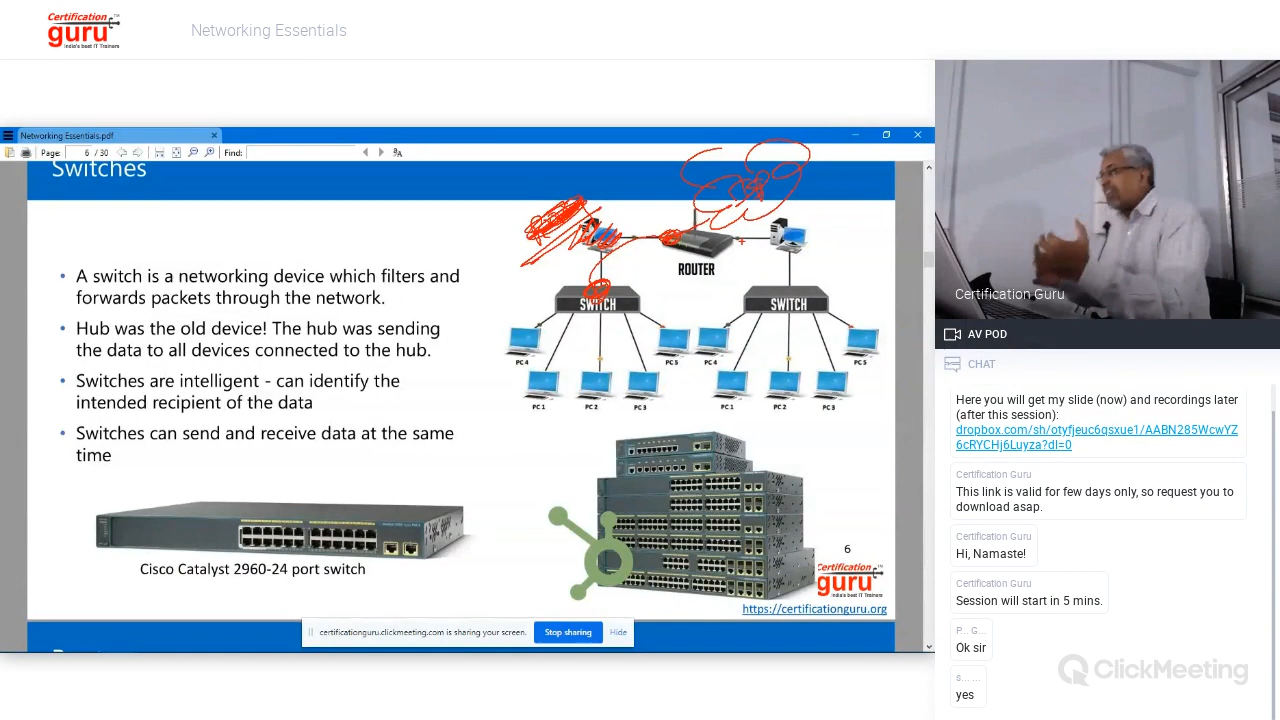 Certification
guru
India's best IT Trainers
Networking Essentials
Networking Essentials.pdf
Page: 6 / 30 Find:
Switches
• A switch is a networking device which filters and
forwards packets through the network.
• Hub was the old device! The hub was sending
the data to all devices connected to the hub.
• Switches are intelligent - can identify the
intended recipient of the data
• Switches can send and receive data at the same
time
ROUTER
SWITCH
SWITCH
PC 4
PC 5
PC 4
PC 5
PC 1
PC 2
PC 3
PC 1
PC 2
PC 3
Cisco Catalyst 2960-24 port switch
6
Certification
guru
India's best IT Trainers
https://certificationguru.org
certificationguru.clickmeeting.com is sharing your screen.
Stop sharing
Hide
Certification Guru
AV POD
CHAT
Here you will get my slide (now) and recordings later
(after this session):
dropbox.com/sh/otyfjeuc6qsxue1/AABN285WcwYZ
6cRYCHj6Luyza?dl=0
Certification Guru
This link is valid for few days only, so request you to
download asap.
Certification Guru
Hi, Namaste!
Certification Guru
Session will start in 5 mins.
P... G...
Ok sir
s... ...
yes
ClickMeeting